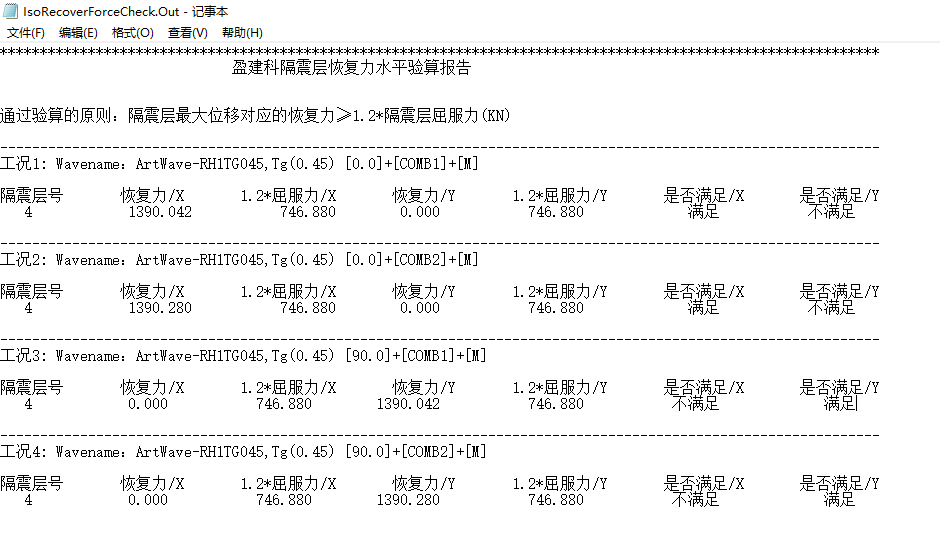 IsoRecoverForceCheck.Out - 记事本
文件(F) 编辑(E) 格式(O) 查看(V) 帮助(H)
**************************************************************************************************************
盈建科隔震层恢复力水平验算报告
通过验算的原则: 隔震层最大位移对应的恢复力≥1.2*隔震层屈服力(KN)
--------------------------------------------------------------------------------------------------------------
工况1: Wavename: ArtWave-RH1TG045,Tg(0.45) [0.0]+[COMB1]+[M]
隔震层号 恢复力/X 1.2*屈服力/X 恢复力/Y 1.2*屈服力/Y 是否满足/X 是否满足/Y
4 1390.042 746.880 0.000 746.880 满足 不满足
--------------------------------------------------------------------------------------------------------------
工况2: Wavename: ArtWave-RH1TG045,Tg(0.45) [0.0]+[COMB2]+[M]
隔震层号 恢复力/X 1.2*屈服力/X 恢复力/Y 1.2*屈服力/Y 是否满足/X 是否满足/Y
4 1390.280 746.880 0.000 746.880 满足 不满足
--------------------------------------------------------------------------------------------------------------
工况3: Wavename: ArtWave-RH1TG045,Tg(0.45) [90.0]+[COMB1]+[M]
隔震层号 恢复力/X 1.2*屈服力/X 恢复力/Y 1.2*屈服力/Y 是否满足/X 是否满足/Y
4 0.000 746.880 1390.042 746.880 不满足 满足
--------------------------------------------------------------------------------------------------------------
工况4: Wavename: ArtWave-RH1TG045,Tg(0.45) [90.0]+[COMB2]+[M]
隔震层号 恢复力/X 1.2*屈服力/X 恢复力/Y 1.2*屈服力/Y 是否满足/X 是否满足/Y
4 0.000 746.880 1390.280 746.880 不满足 满足